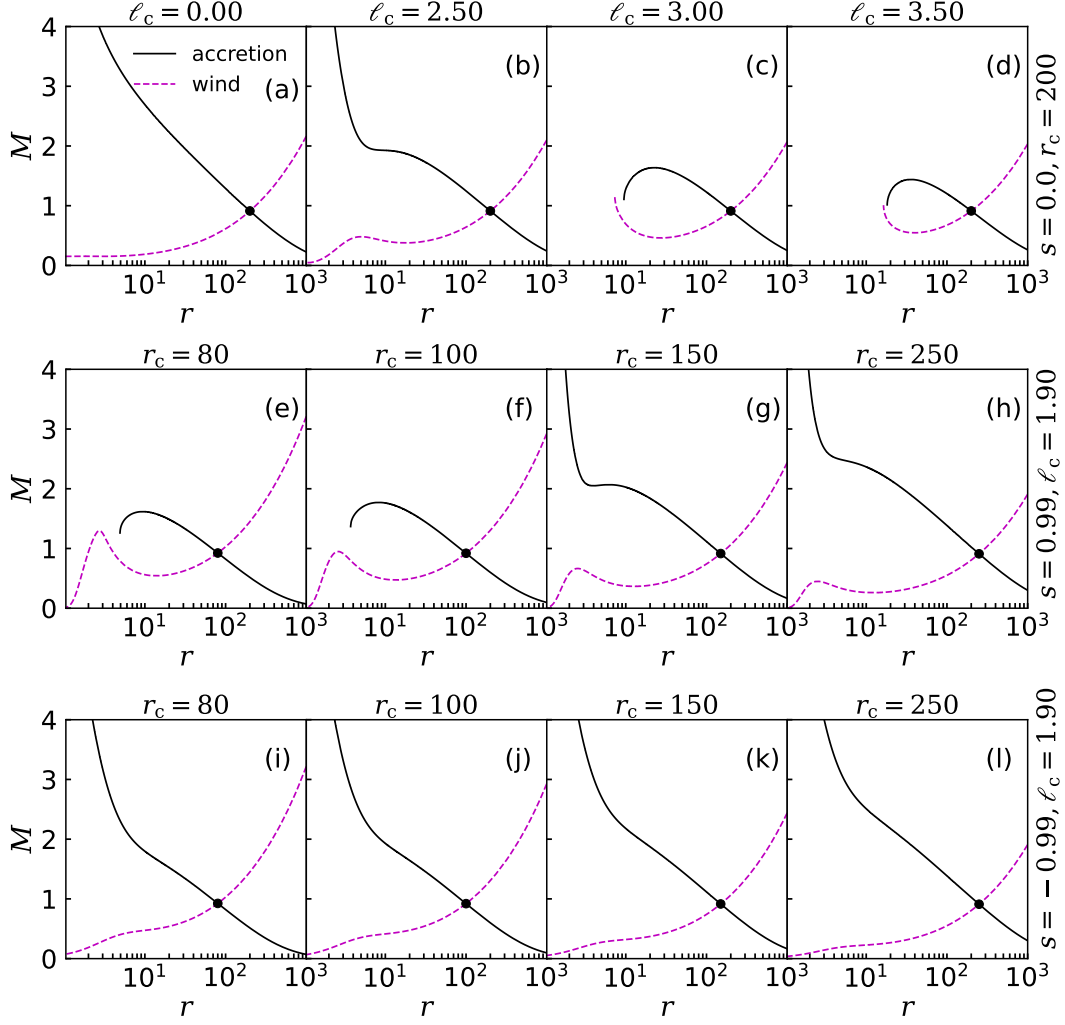 ℓc = 0.00 ℓc = 2.50 ℓc = 3.00 ℓc = 3.50
4 accretion (b) (c) (d)
3 wind (a)
2
1
0
M
10¹ 10² 10³ 10¹ 10² 10³ 10¹ 10² 10³ 10¹ 10² 10³
r r r r
s = 0.0, rc = 200
rc = 80 rc = 100 rc = 150 rc = 250
4 (e) (f) (g) (h)
3
2
1
0
M
10¹ 10² 10³ 10¹ 10² 10³ 10¹ 10² 10³ 10¹ 10² 10³
r r r r
s = 0.99, ℓc = 1.90
rc = 80 rc = 100 rc = 150 rc = 250
4 (i) (j) (k) (l)
3
2
1
0
M
10¹ 10² 10³ 10¹ 10² 10³ 10¹ 10² 10³ 10¹ 10² 10³
r r r r
s = −0.99, ℓc = 1.90